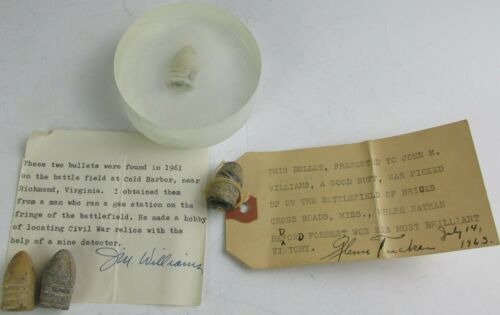 These two bullets were found in 1961
on the battle field at Cold Harbor, near
Richmond, Virginia. I obtained them
from a man who ran a gas station on the
fringe of the battlefield. He made a hobby
of locating Civil War relics with the
help of a mine detector.
Jim Williams
THIS BULLET, PRESENTED TO JOHN M.
WILLIAMS, A GOOD BUFF, WAS PICKED
UP ON THE BATTLEFIELD OF BRICES
CROSS ROADS, MISS., WHERE NATHAN
BEDFORD FORREST WON HIS MOST BRILLIANT
VICTORY. Glenn Tucker July 14,
1963.